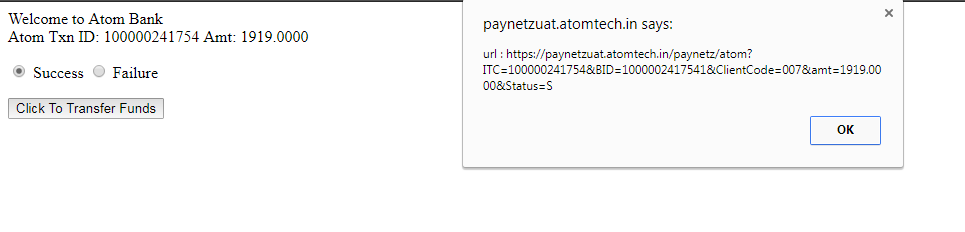 Welcome to Atom Bank
Atom Txn ID: 100000241754 Amt: 1919.0000
Success Failure
Click To Transfer Funds
paynetzuat.atomtech.in says:
url : https://paynetzuat.atomtech.in/paynetz/atom?
ITC=100000241754&BID=1000002417541&ClientCode=007&amt=1919.00
00&Status=S
OK